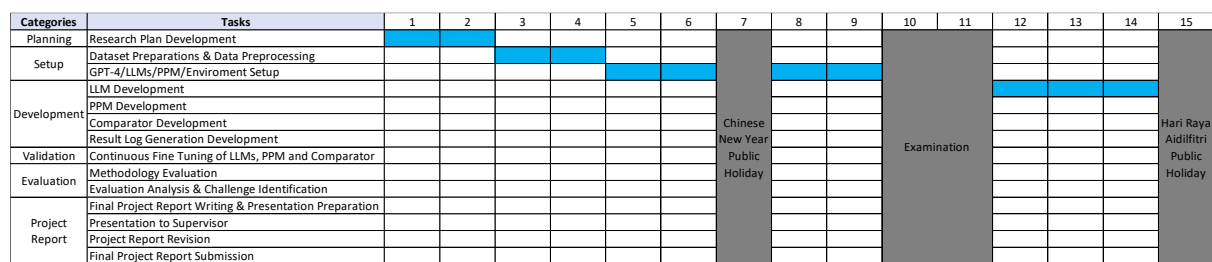 Categories Tasks 1 2 3 4 5 6 7 8 9 10 11 12 13 14 15
Planning Research Plan Development
Setup
Dataset Preparations & Data Preprocessing
GPT-4/LLMs/PPM/Enviroment Setup
Development
LLM Development
PPM Development
Comparator Development
Result Log Generation Development
Validation Continuous Fine Tuning of LLMs, PPM and Comparator
Evaluation
Methodology Evaluation
Evaluation Analysis & Challenge Identification
Project
Report
Final Project Report Writing & Presentation Preparation
Presentation to Supervisor
Project Report Revision
Final Project Report Submission
Chinese
New Year
Public
Holiday
Examination
Hari Raya
Aidilfitri
Public
Holiday